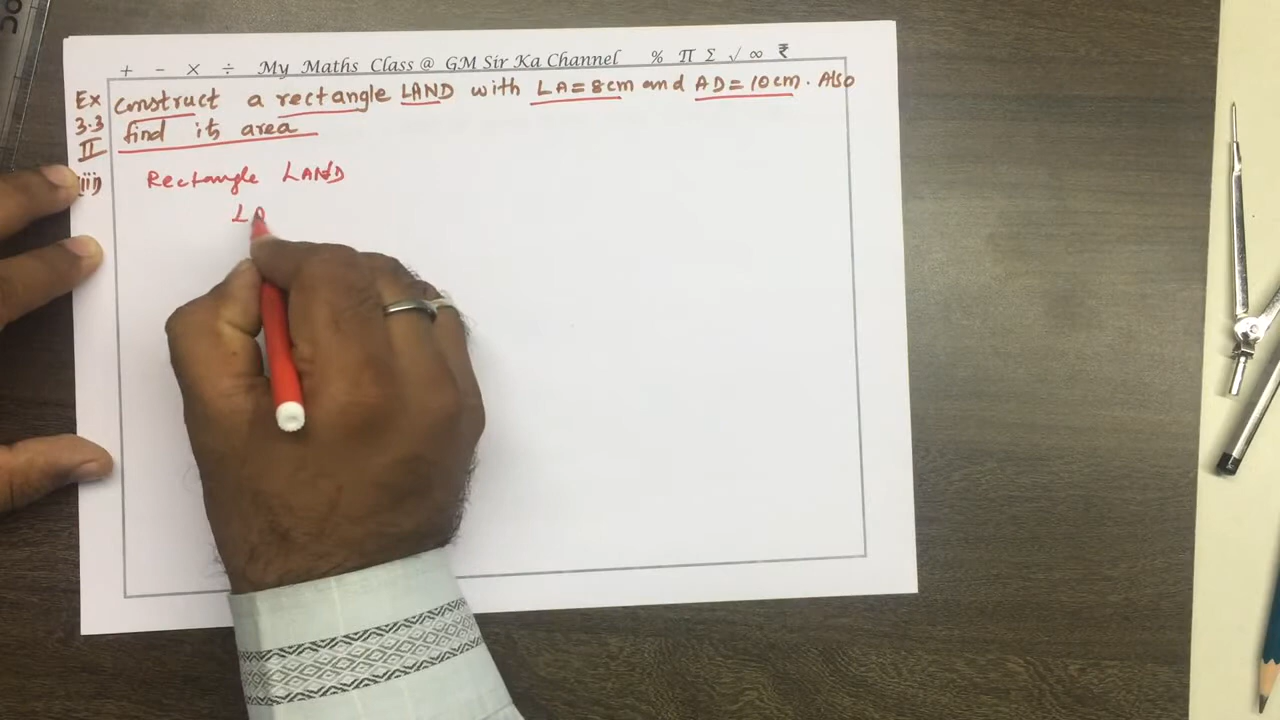 + - × ÷ My Maths Class @ GM Sir Ka Channel % Π Σ √ ∞ ₹
Ex Construct a rectangle LAND with LA=8cm and AD=10cm. Also
3.3 find its area
II
(iii) Rectangle LAND
LA